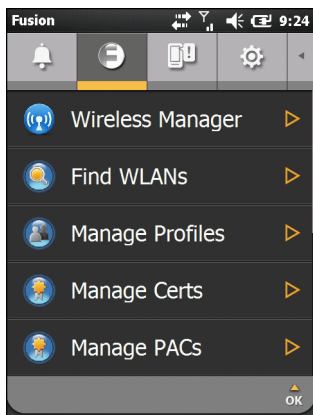 Fusion 9:24
Wireless Manager
Find WLANs
Manage Profiles
Manage Certs
Manage PACs
OK